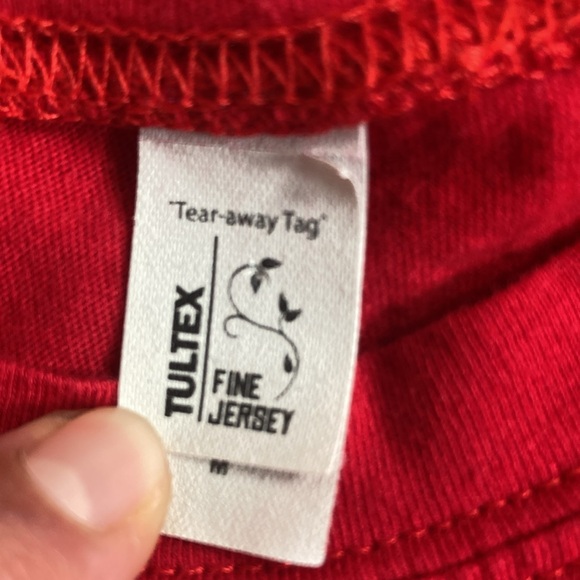 "Tear-away Tag"
TULTEX
FINE
JERSEY
M